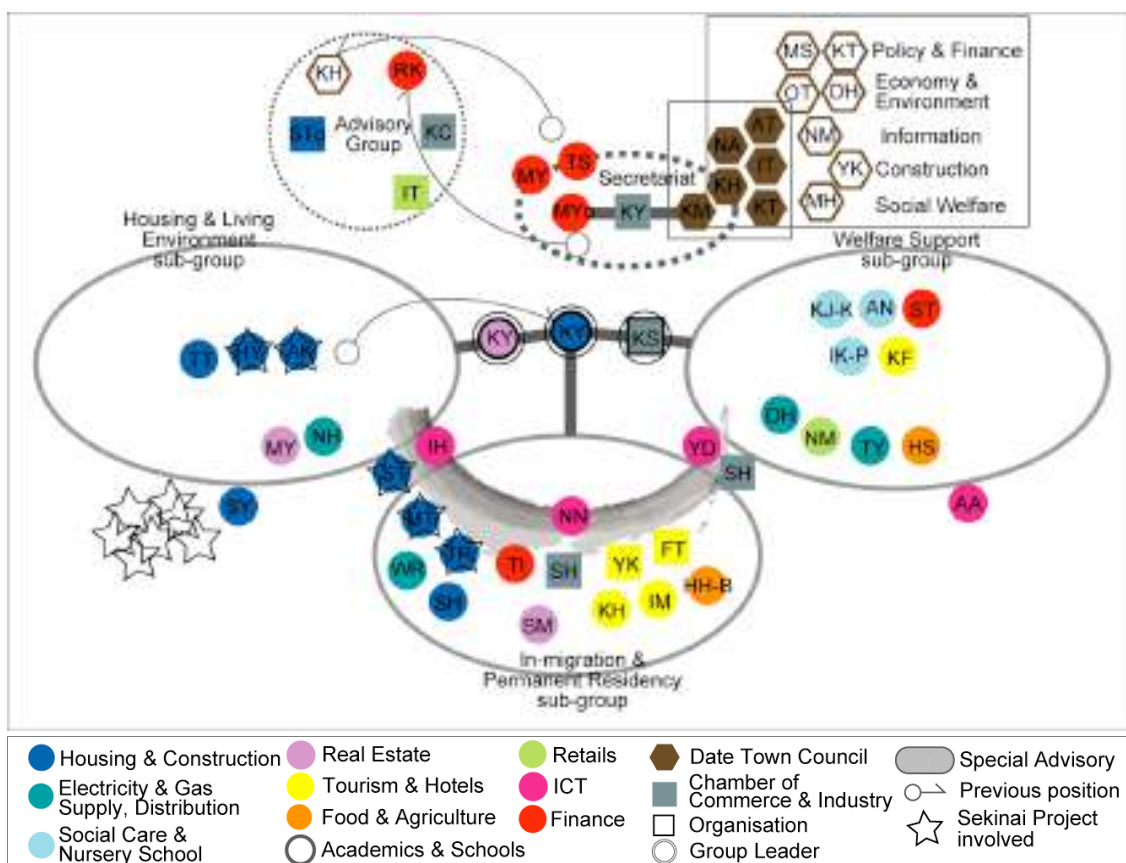 KH
RK
STo
Advisory
Group
KC
IT
MS
KT
Policy & Finance
OT
DH
Economy &
Environment
NM
Information
YK
Construction
MH
Social Welfare
AT
NA
IT
KH
KT
KM
MY
TS
Secretariat
MYo
KY
Housing & Living
Environment
sub-group
Welfare Support
sub-group
TT
HY
AK
KY
KY
KS
KJ-K
AN
ST
IK-P
KF
MY
NH
IH
YD
OH
NM
TY
HS
SY
ST
MT
NN
SH
AA
WR
TR
TI
SH
YK
FT
SH
SM
KH
IM
HH-B
In-migration &
Permanent Residency
sub-group
Housing & Construction
Electricity & Gas
Supply, Distribution
Social Care &
Nursery School
Real Estate
Tourism & Hotels
Food & Agriculture
Academics & Schools
Retails
ICT
Finance
Date Town Council
Chamber of
Commerce & Industry
Organisation
Group Leader
Special Advisory
Previous position
Sekinai Project
involved